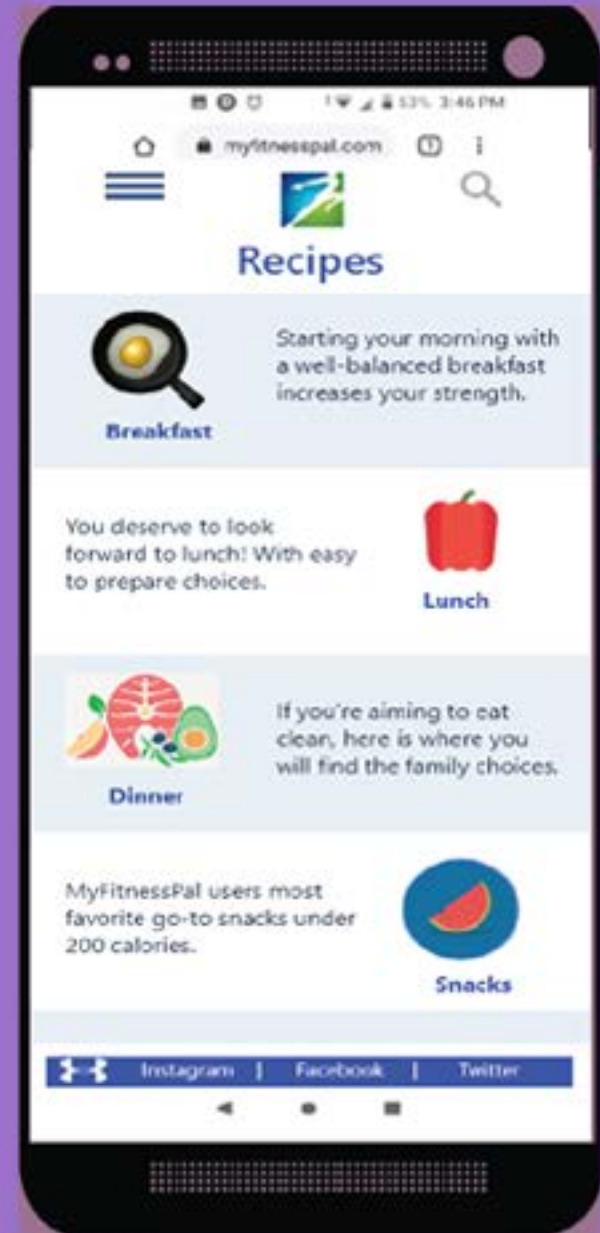 53% 3:46 PM
myfitnesspal.com
Recipes
Starting your morning with
a well-balanced breakfast
increases your strength.
Breakfast
You deserve to look
forward to lunch! With easy
to prepare choices.
Lunch
If you're aiming to eat
clean, here is where you
will find the family choices.
Dinner
MyFitnessPal users most
favorite go-to snacks under
200 calories.
Snacks
Instagram | Facebook | Twitter